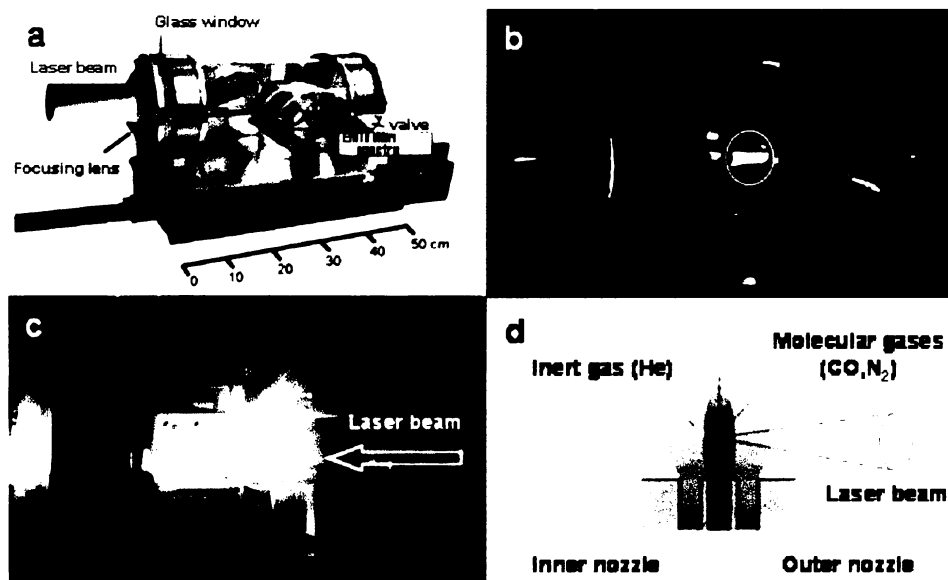 a
Glass window
Laser beam
valve
Focusing lens
0 10 20 30 40 50 cm
b
c
Laser beam
d
Inert gas (He)
Molecular gases
(CO,N₂)
Laser beam
Inner nozzle
Outer nozzle